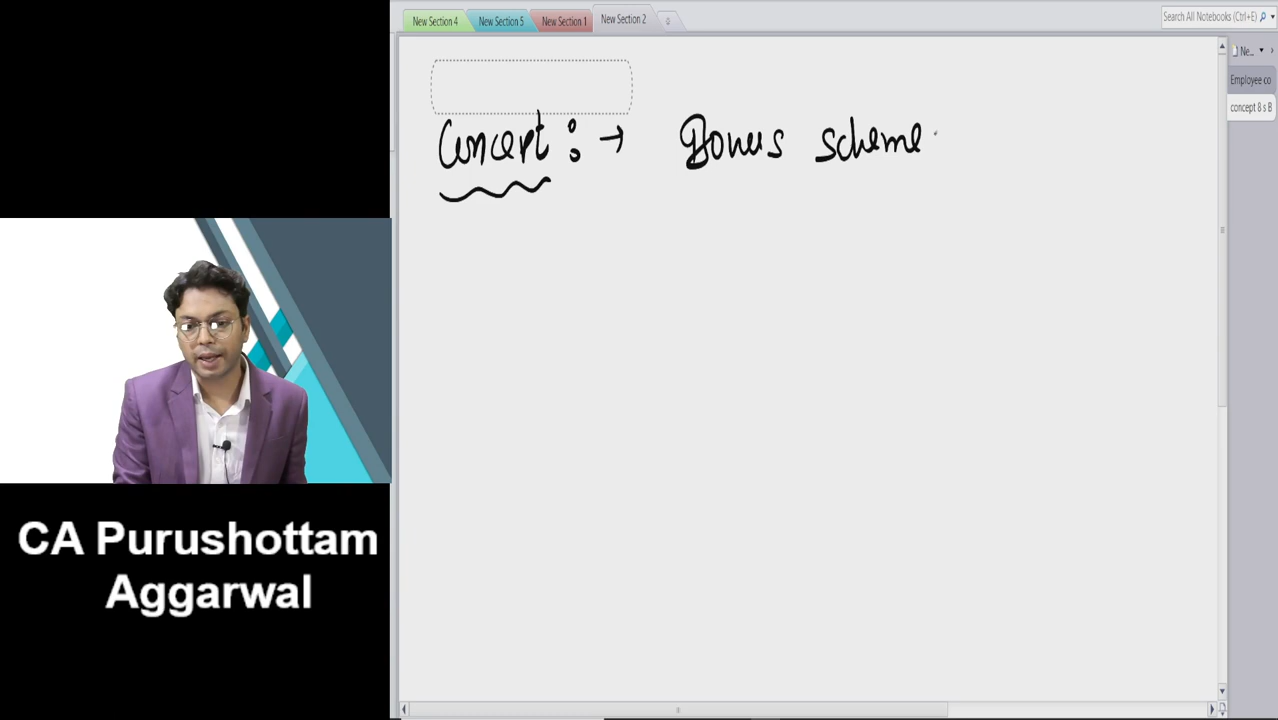 New Section 4 New Section 5 New Section 1 New Section 2
Search All Notebooks (Ctrl+E)
Ne...
Employee co
concept 8 s B
Concept : → Bonus scheme
CA Purushottam
Aggarwal